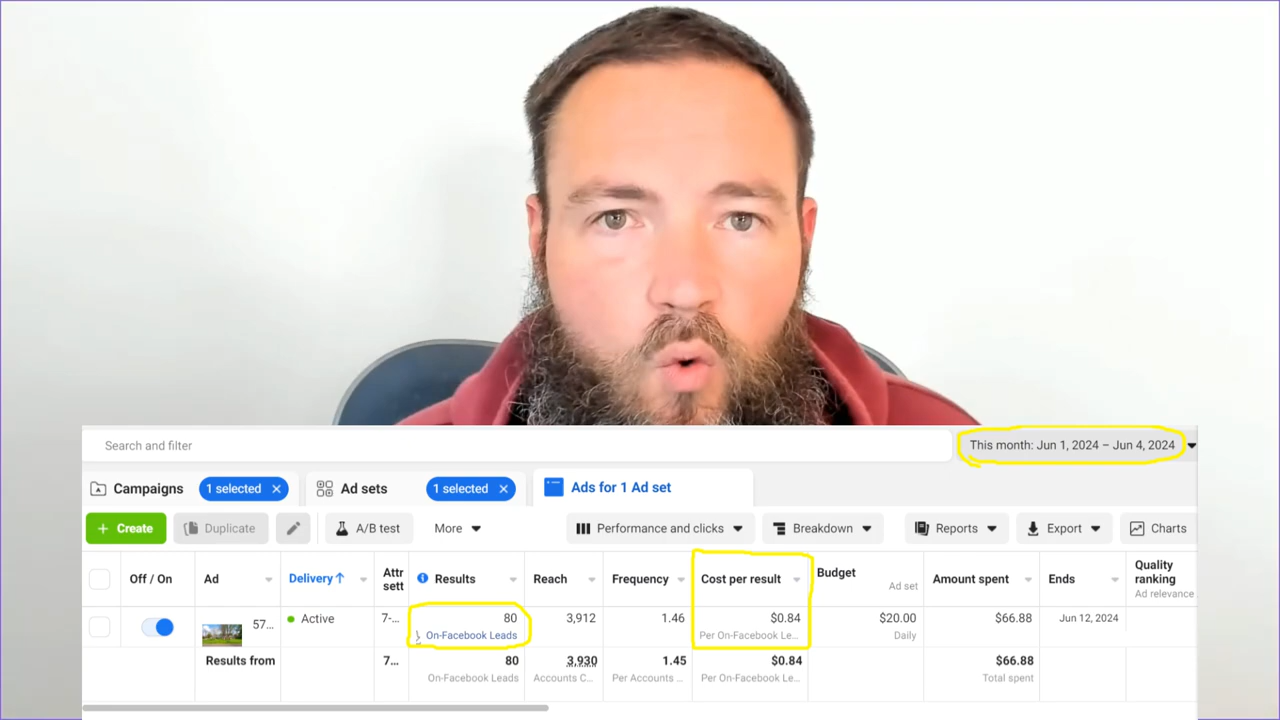 Search and filter
This month: Jun 1, 2024 – Jun 4, 2024
Campaigns
1 selected ×
Ad sets
1 selected ×
Ads for 1 Ad set
+ Create
Duplicate
A/B test
More
Performance and clicks
Breakdown
Reports
Export
Charts
Off / On
Ad
Delivery↑
Attr
sett
Results
Reach
Frequency
Cost per result
Budget
Ad set
Amount spent
Ends
Quality
ranking
Ad relevance
57...
Active
7-...
80
On-Facebook Leads
3,912
1.46
$0.84
Per On-Facebook Le...
$20.00
Daily
$66.88
Jun 12, 2024
Results from
7...
80
On-Facebook Leads
3,930
Accounts C...
1.45
Per Accounts ...
$0.84
Per On-Facebook Le...
$66.88
Total spent